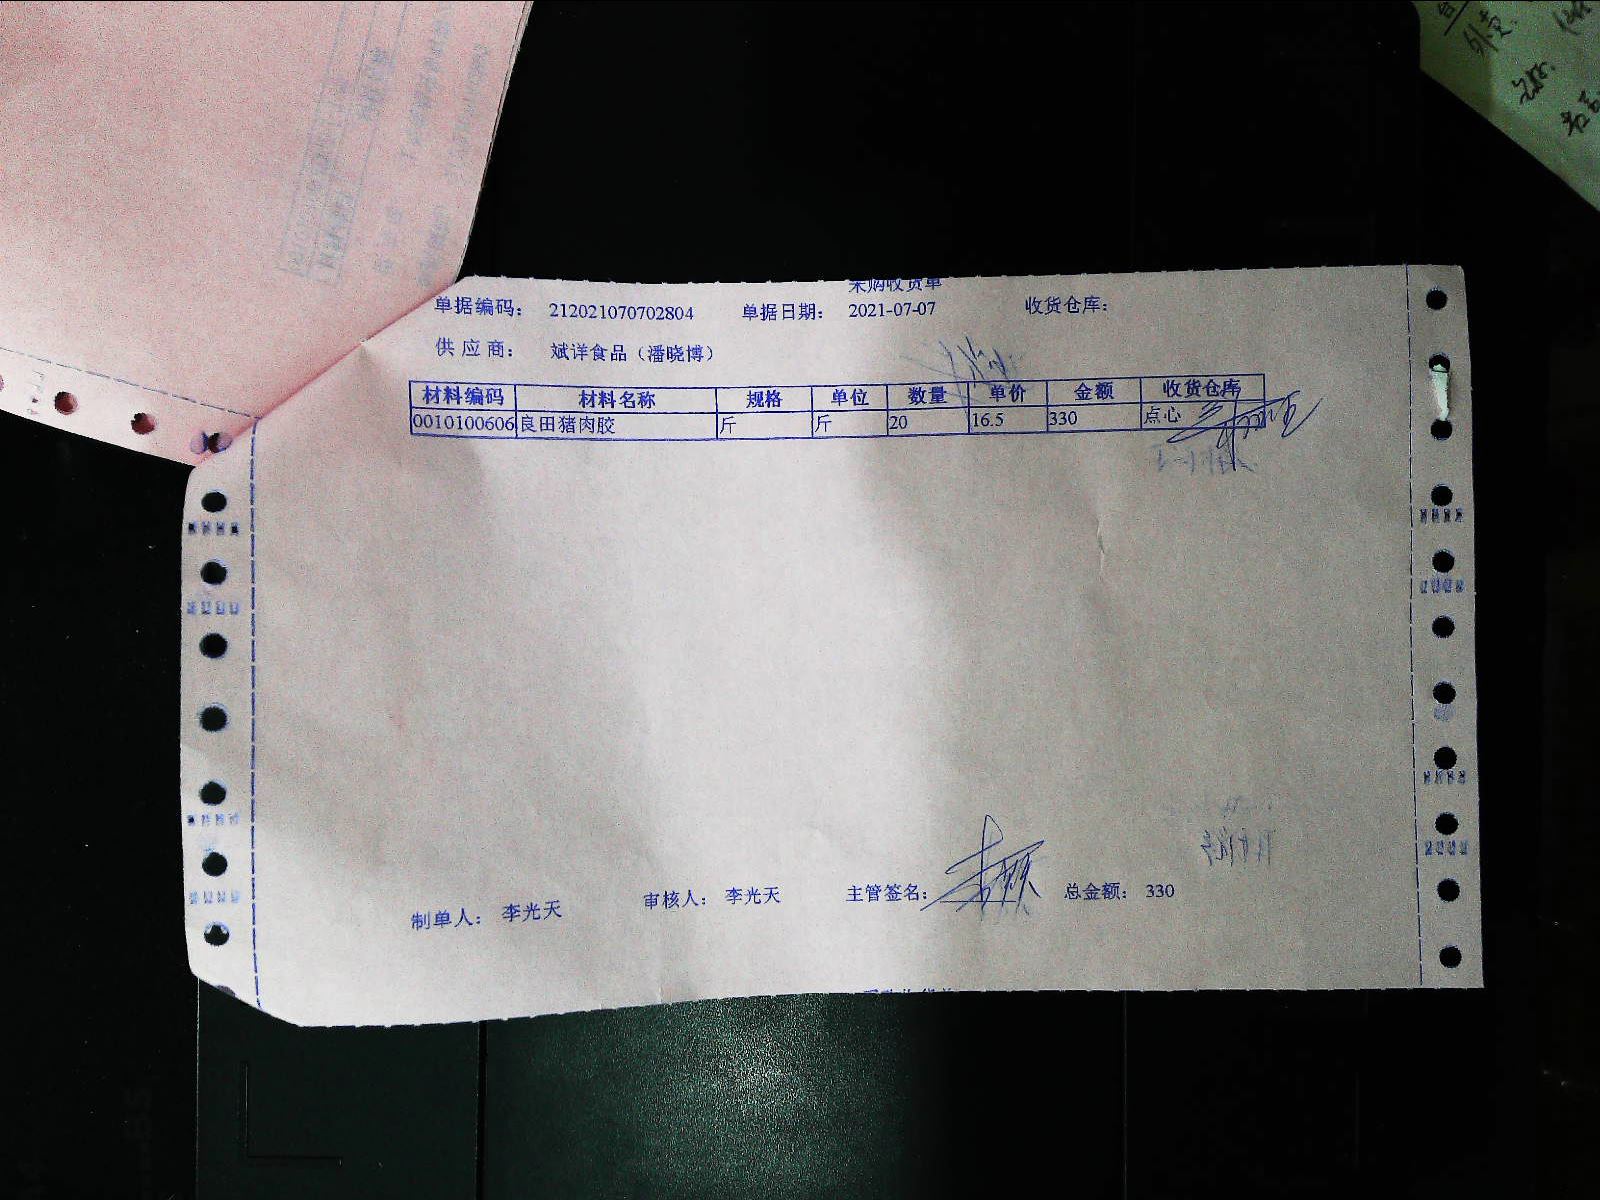 采购收货单
单据编码： 212021070702804 单据日期： 2021-07-07 收货仓库：
供应商： 斌洋食品（潘晓博）
材料编码 材料名称 规格 单位 数量 单价 金额 收货仓库
0010100606 良田猪肉胶 斤 斤 20 16.5 330 点心
制单人： 李光天 审核人： 李光天 主管签名： 总金额： 330